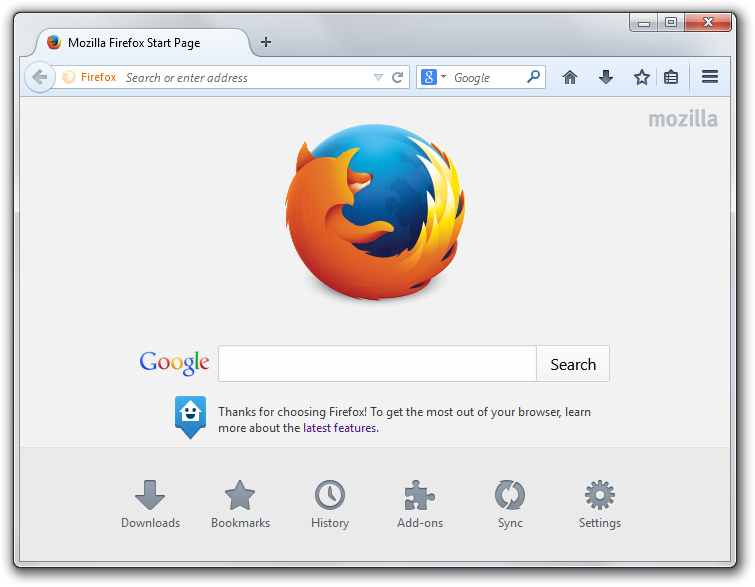 Mozilla Firefox Start Page
Firefox Search or enter address
Google
mozilla
Google
Search
Thanks for choosing Firefox! To get the most out of your browser, learn
more about the latest features.
Downloads Bookmarks History Add-ons Sync Settings